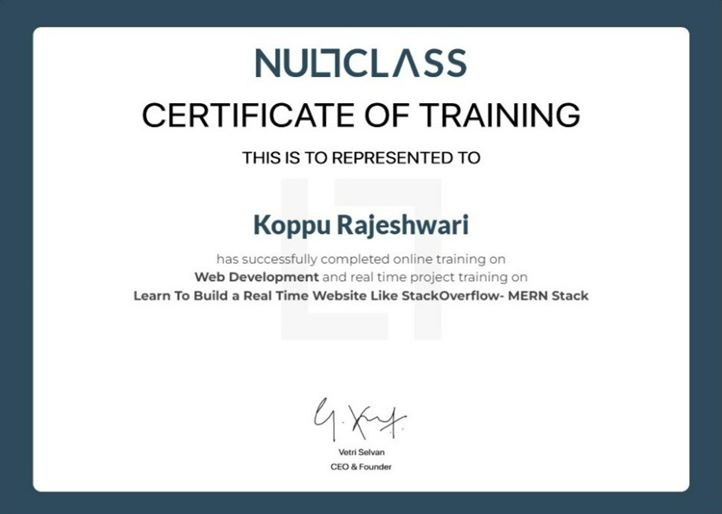 NULLCLASS
CERTIFICATE OF TRAINING
THIS IS TO REPRESENTED TO
Koppu Rajeshwari
has successfully completed online training on
Web Development and real time project training on
Learn To Build a Real Time Website Like StackOverflow- MERN Stack
Vetri Selvan
CEO & Founder